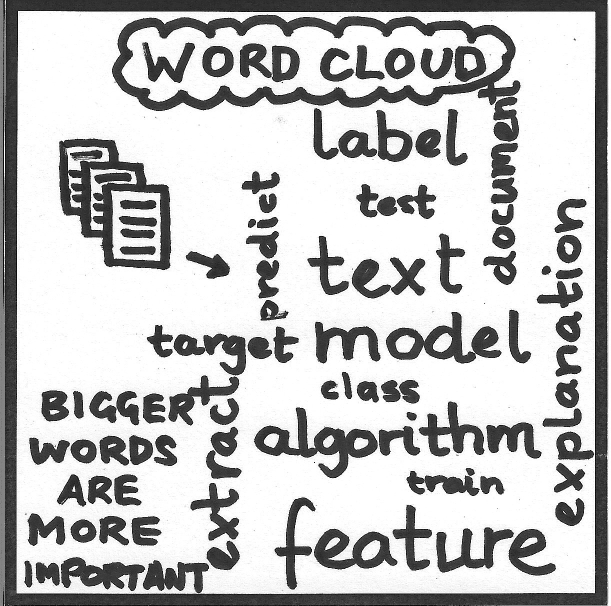 WORD CLOUD
label
document
test
predict
text
explanation
target
model
class
extract
algorithm
train
feature
BIGGER
WORDS
ARE
MORE
IMPORTANT